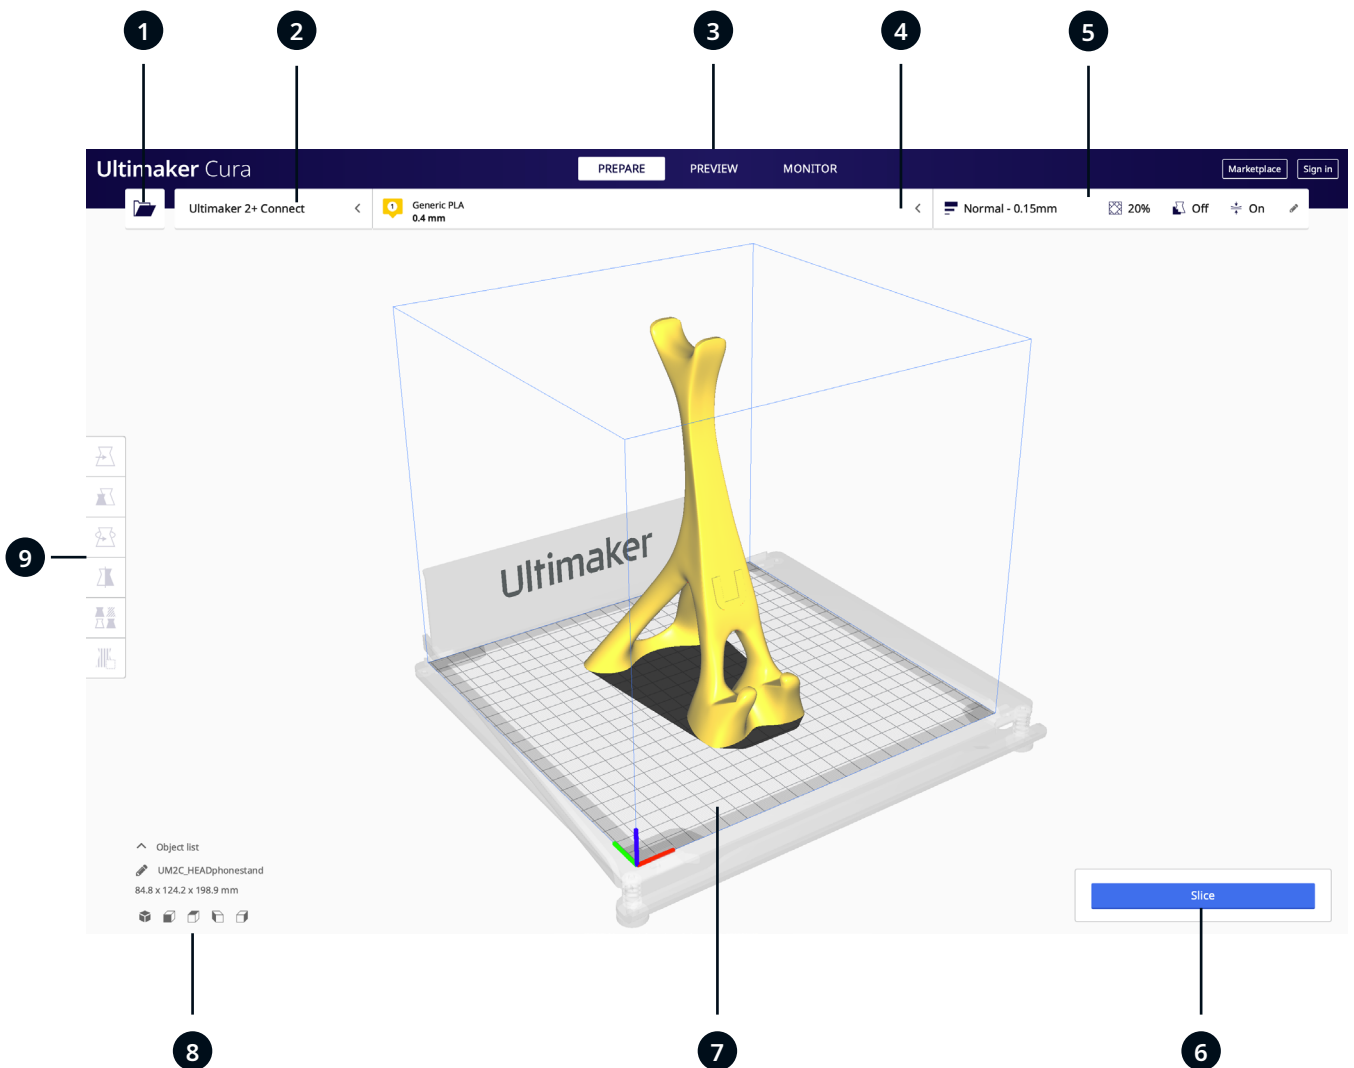 1
2
3
4
5
Ultimaker Cura
PREPARE
PREVIEW
MONITOR
Marketplace
Sign in
Ultimaker 2+ Connect
1
Generic PLA
0.4 mm
Normal - 0.15mm
20%
Off
On
Ultimaker
U
9
Object list
UM2C_HEADphonestand
84.8 x 124.2 x 198.9 mm
Slice
8
7
6